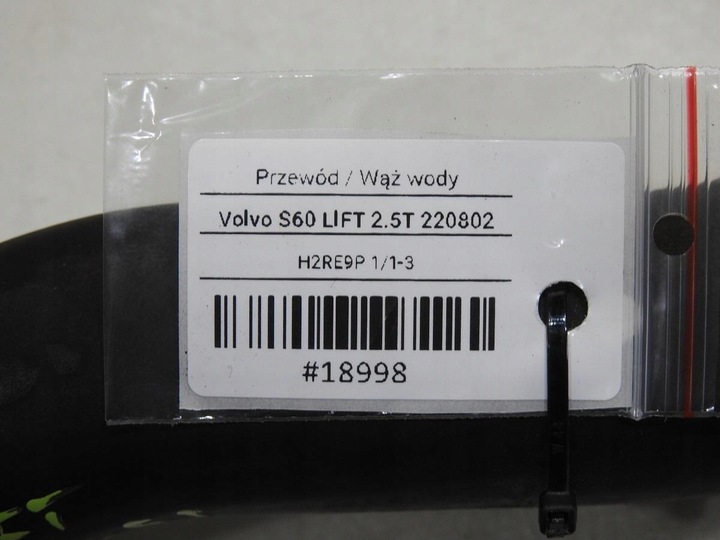 Przewód / Wąż wody
Volvo S60 LIFT 2.5T 220802
H2RE9P 1/1-3
#18998